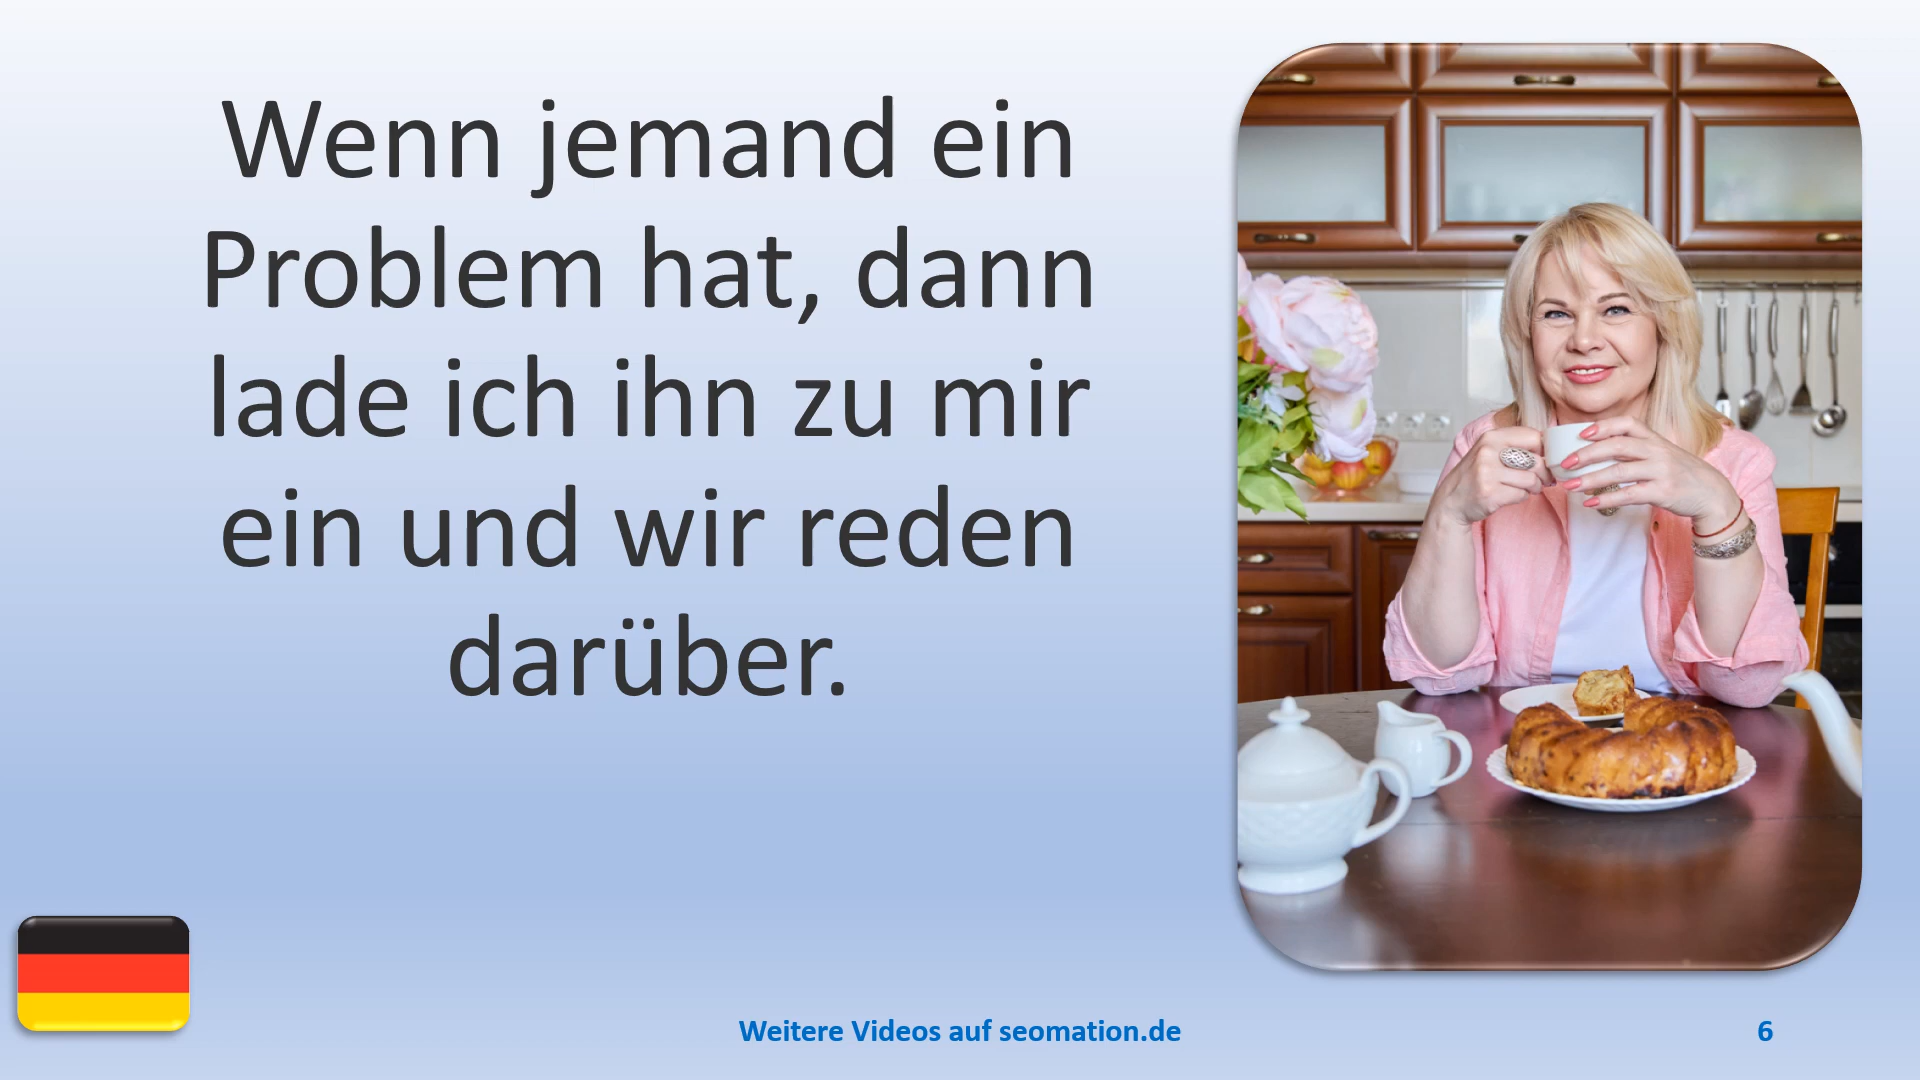 Wenn jemand ein
Problem hat, dann
lade ich ihn zu mir
ein und wir reden
darüber.
Weitere Videos auf seomation.de
6